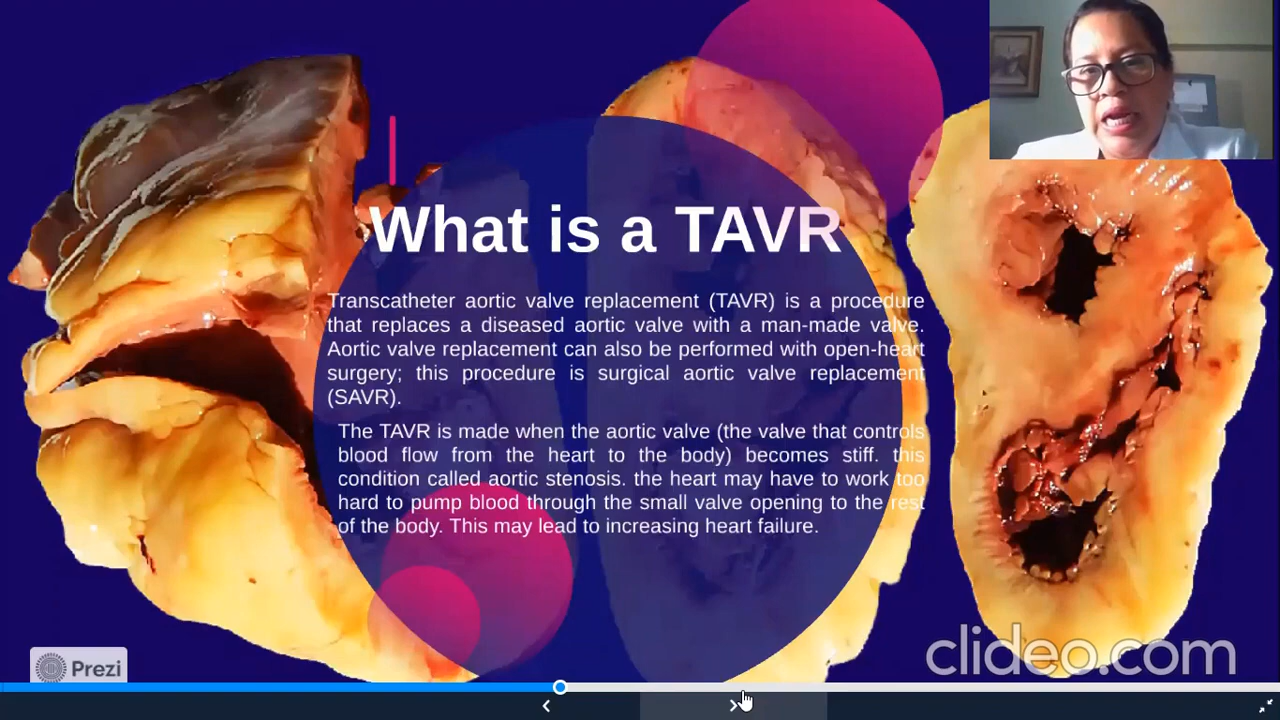 What is a TAVR
Transcatheter aortic valve replacement (TAVR) is a procedure
that replaces a diseased aortic valve with a man-made valve.
Aortic valve replacement can also be performed with open-heart
surgery; this procedure is surgical aortic valve replacement
(SAVR).
The TAVR is made when the aortic valve (the valve that controls
blood flow from the heart to the body) becomes stiff. this
condition called aortic stenosis. the heart may have to work too
hard to pump blood through the small valve opening to the rest
of the body. This may lead to increasing heart failure.
Prezi
clideo.com